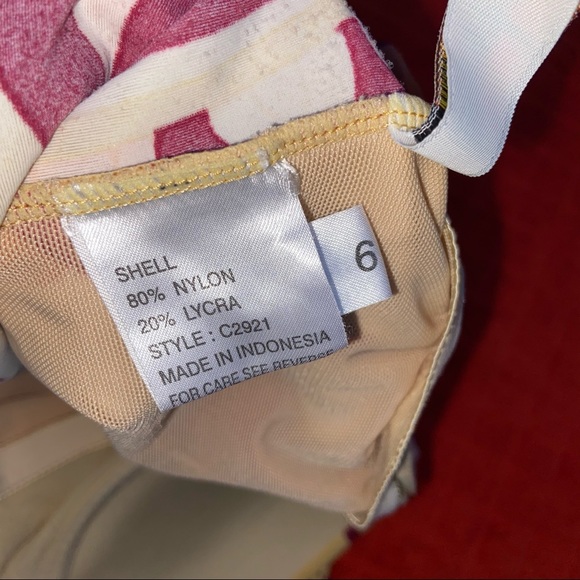 SHELL
80% NYLON
20% LYCRA
STYLE : C2921
MADE IN INDONESIA
FOR CARE SEE REVERSE
6